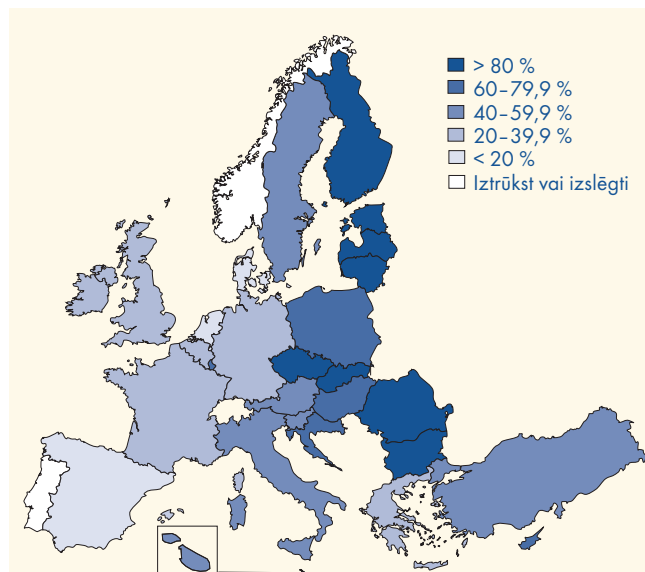 > 80 %
60–79,9 %
40–59,9 %
20–39,9 %
< 20 %
Iztrūkst vai izslēgti